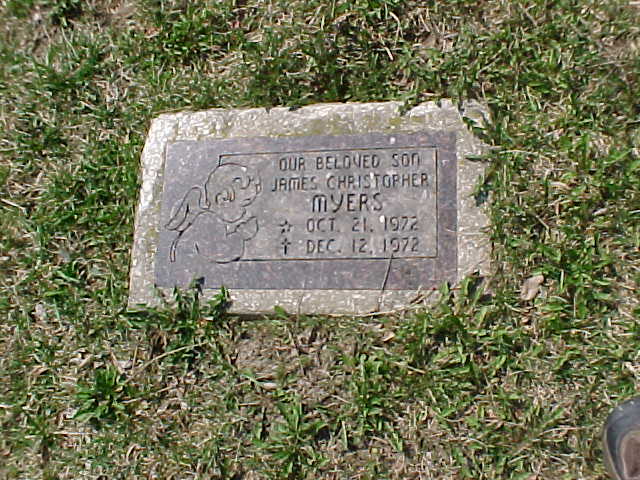 OUR BELOVED SON
JAMES CHRISTOPHER
MYERS
☆ OCT. 21, 1972
✝ DEC. 12, 1972